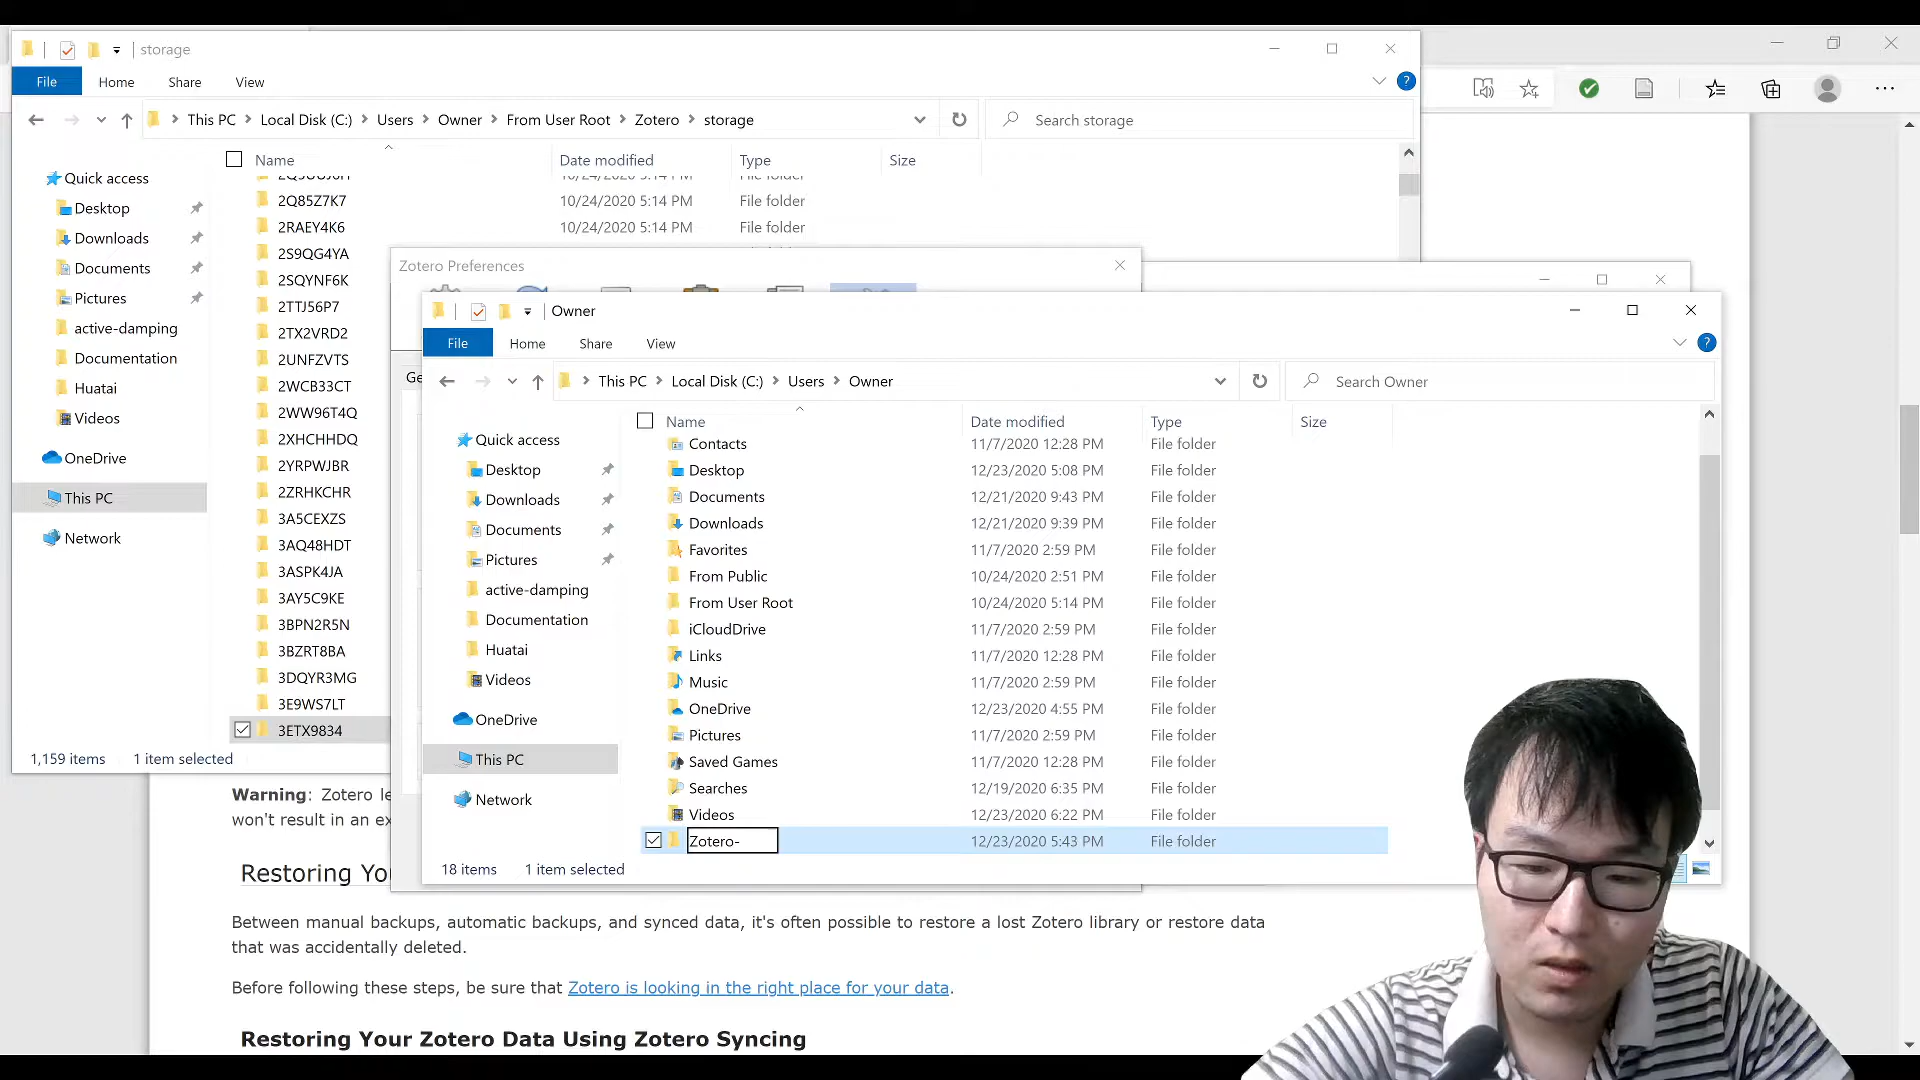 storage
File
Home
Share
View
This PC
Local Disk (C:)
Users
Owner
From User Root
Zotero
storage
Search storage
Name
Date modified
Type
Size
Quick access
Desktop
Downloads
Documents
Pictures
active-damping
Documentation
Huatai
Videos
OneDrive
This PC
Network
2Q85Z7K7 10/24/2020 5:14 PM File folder
2RAEY4K6 10/24/2020 5:14 PM File folder
2S9QG4YA
2SQYNF6K
2TTJ56P7
2TX2VRD2
2UNFZVTS
2WCB33CT
2WW96T4Q
2XHCHHDQ
2YRPWJBR
2ZRHKCHR
3A5CEXZS
3AQ48HDT
3ASPK4JA
3AY5C9KE
3BPN2R5N
3BZRT8BA
3DQYR3MG
3E9WS7LT
3ETX9834
1,159 items
1 item selected
Zotero Preferences
Ge
Owner
File
Home
Share
View
This PC
Local Disk (C:)
Users
Owner
Search Owner
Name
Date modified
Type
Size
Quick access
Desktop
Downloads
Documents
Pictures
active-damping
Documentation
Huatai
Videos
OneDrive
This PC
Network
Contacts 11/7/2020 12:28 PM File folder
Desktop 12/23/2020 5:08 PM File folder
Documents 12/21/2020 9:43 PM File folder
Downloads 12/21/2020 9:39 PM File folder
Favorites 11/7/2020 2:59 PM File folder
From Public 10/24/2020 2:51 PM File folder
From User Root 10/24/2020 5:14 PM File folder
iCloudDrive 11/7/2020 2:59 PM File folder
Links 11/7/2020 12:28 PM File folder
Music 11/7/2020 2:59 PM File folder
OneDrive 12/23/2020 4:55 PM File folder
Pictures 11/7/2020 2:59 PM File folder
Saved Games 11/7/2020 12:28 PM File folder
Searches 12/19/2020 6:35 PM File folder
Videos 12/23/2020 6:22 PM File folder
Zotero- 12/23/2020 5:43 PM File folder
18 items
1 item selected
Warning: Zotero le
won't result in an ex
Restoring Yo
Between manual backups, automatic backups, and synced data, it's often possible to restore a lost Zotero library or restore data
that was accidentally deleted.
Before following these steps, be sure that Zotero is looking in the right place for your data.
Restoring Your Zotero Data Using Zotero Syncing